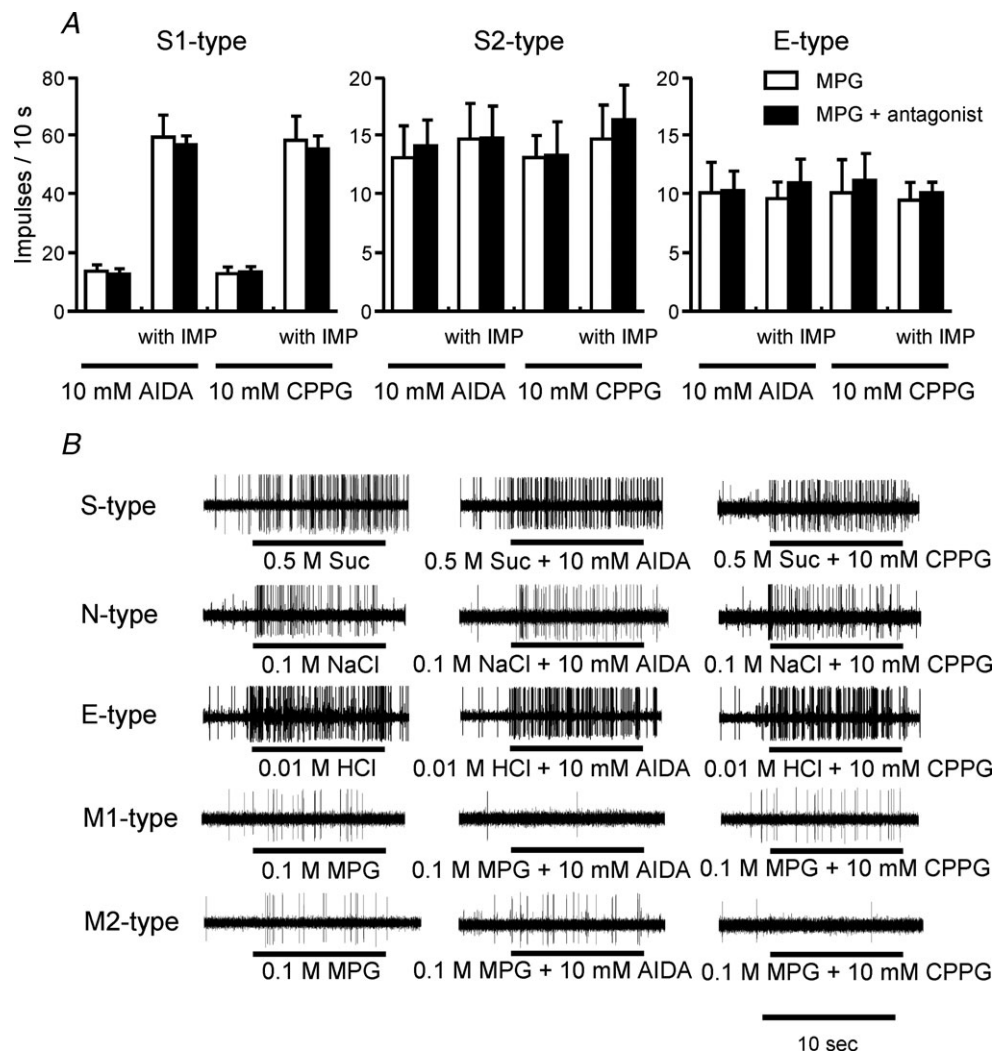 A
S1-type S2-type E-type
MPG
MPG + antagonist
Impulses / 10 s
80
60
40
20
0
20
15
10
5
0
20
15
10
5
0
with IMP with IMP with IMP with IMP with IMP with IMP
10 mM AIDA 10 mM CPPG 10 mM AIDA 10 mM CPPG 10 mM AIDA 10 mM CPPG
B
S-type
0.5 M Suc 0.5 M Suc + 10 mM AIDA 0.5 M Suc + 10 mM CPPG
N-type
0.1 M NaCl 0.1 M NaCl + 10 mM AIDA 0.1 M NaCl + 10 mM CPPG
E-type
0.01 M HCl 0.01 M HCl + 10 mM AIDA 0.01 M HCl + 10 mM CPPG
M1-type
0.1 M MPG 0.1 M MPG + 10 mM AIDA 0.1 M MPG + 10 mM CPPG
M2-type
0.1 M MPG 0.1 M MPG + 10 mM AIDA 0.1 M MPG + 10 mM CPPG
10 sec